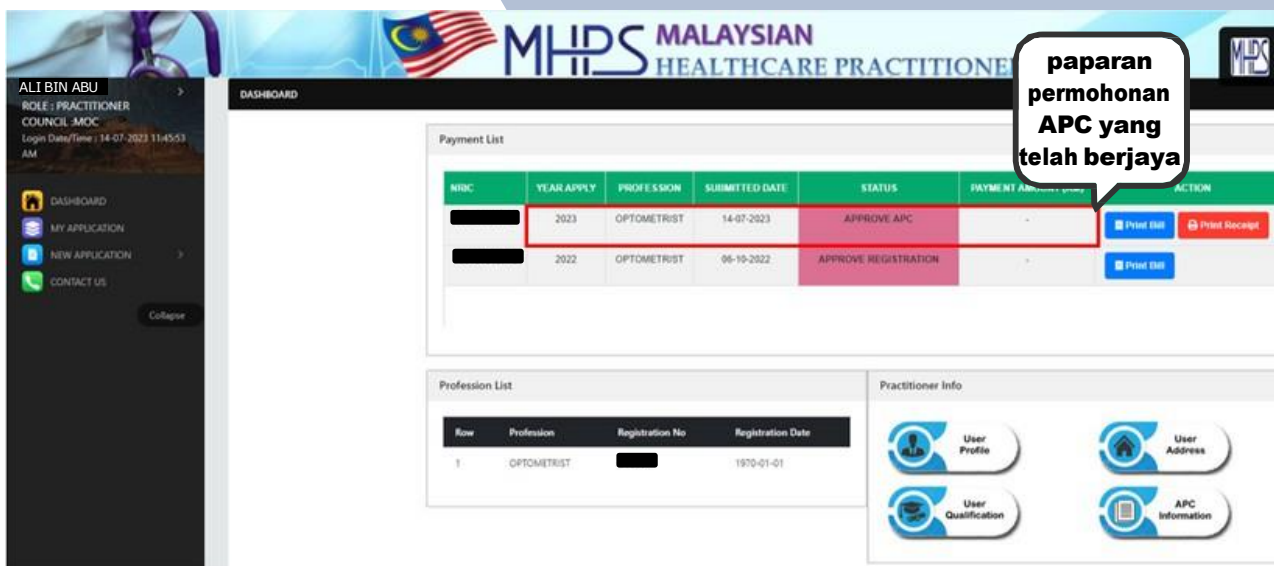 MHPS MALAYSIAN
HEALTHCARE PRACTITIONE
MHPS
paparan
permohonan
APC yang
telah berjaya
ALI BIN ABU
ROLE : PRACTITIONER
COUNCIL :MOC
Login Date/Time : 14-07-2023 11:45:53
AM
DASHBOARD
MY APPLICATION
NEW APPLICATION
CONTACT US
Collapse
DASHBOARD
Payment List
NRIC YEAR APPLY PROFESSION SUBMITTED DATE STATUS PAYMENT AMOUNT (RM) ACTION
2023 OPTOMETRIST 14-07-2023 APPROVE APC - Print Bill Print Receipt
2022 OPTOMETRIST 06-10-2022 APPROVE REGISTRATION - Print Bill
Profession List
Row Profession Registration No Registration Date
1 OPTOMETRIST 1970-01-01
Practitioner Info
User
Profile
User
Address
User
Qualification
APC
Information